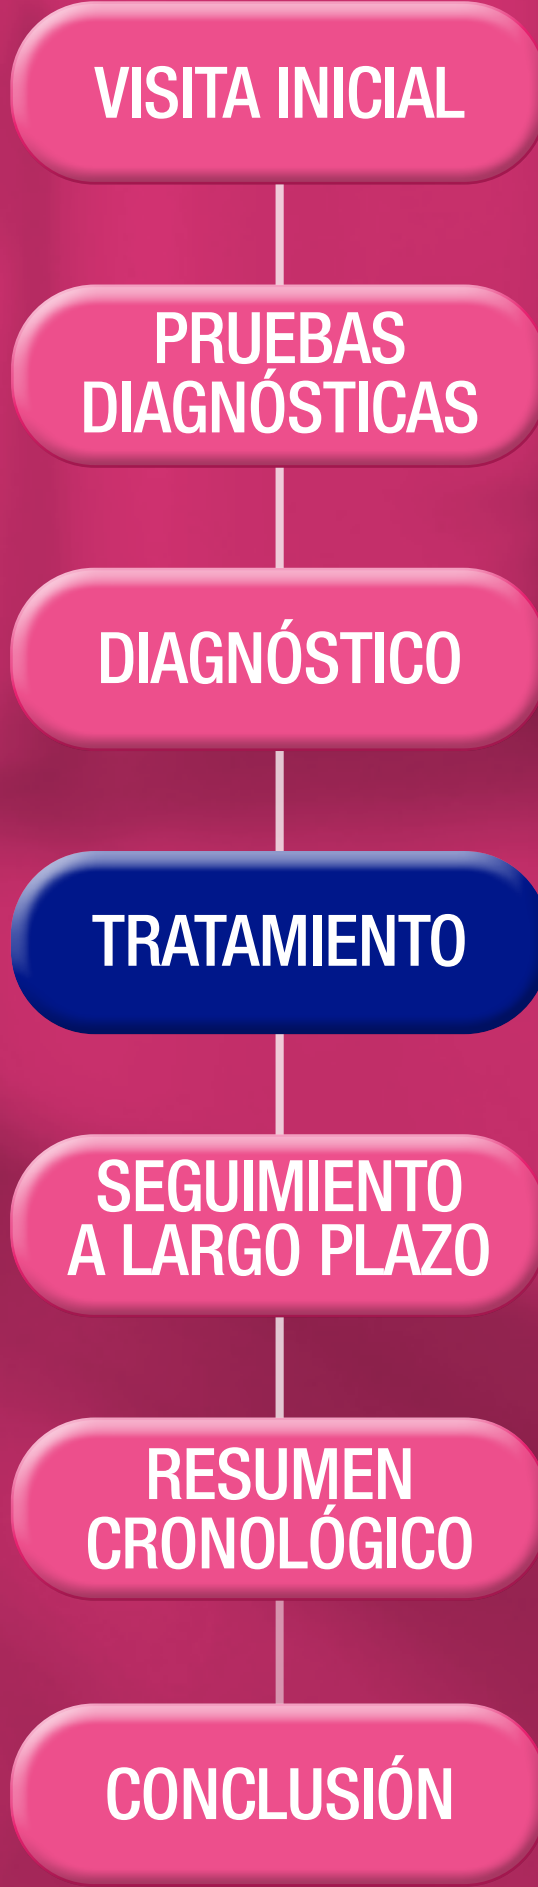 VISITA INICIAL
PRUEBAS
DIAGNÓSTICAS
DIAGNÓSTICO
TRATAMIENTO
SEGUIMIENTO
A LARGO PLAZO
RESUMEN
CRONOLÓGICO
CONCLUSIÓN